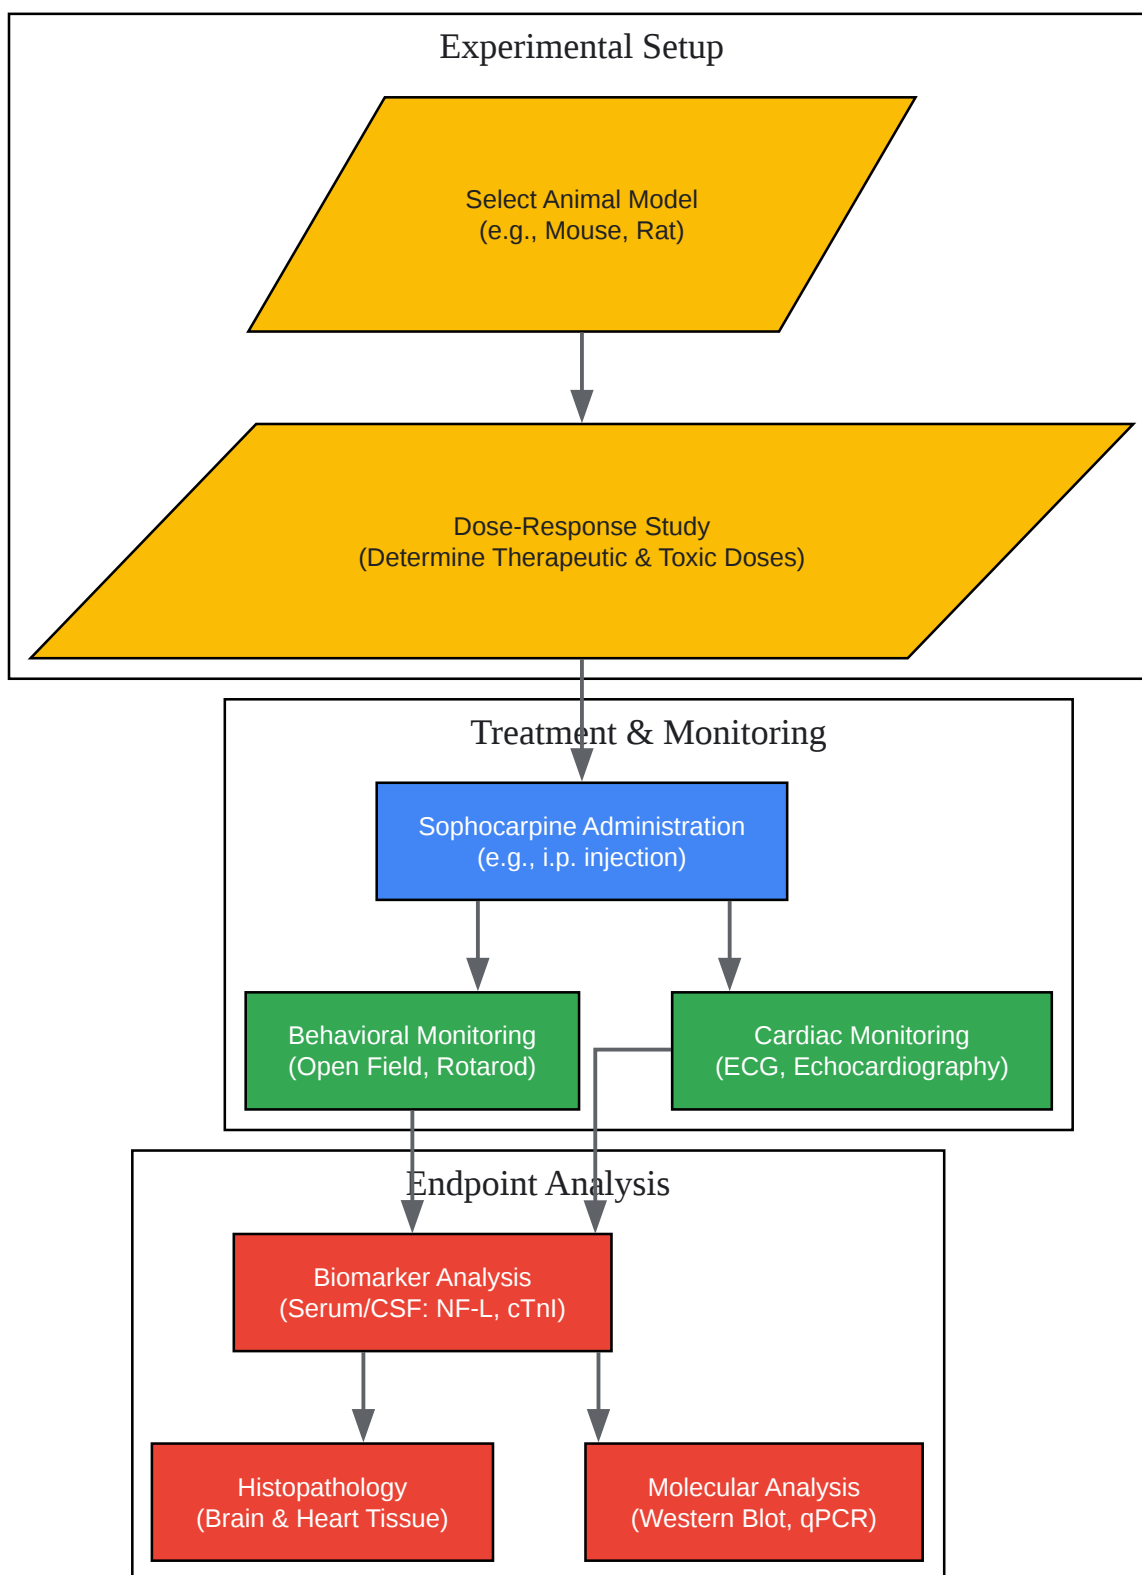 Experimental Setup
Select Animal Model
(e.g., Mouse, Rat)
Dose-Response Study
(Determine Therapeutic & Toxic Doses)
Treatment & Monitoring
Sophocarpine Administration
(e.g., i.p. injection)
Behavioral Monitoring
(Open Field, Rotarod)
Cardiac Monitoring
(ECG, Echocardiography)
Endpoint Analysis
Biomarker Analysis
(Serum/CSF: NF-L, cTnI)
Histopathology
(Brain & Heart Tissue)
Molecular Analysis
(Western Blot, qPCR)